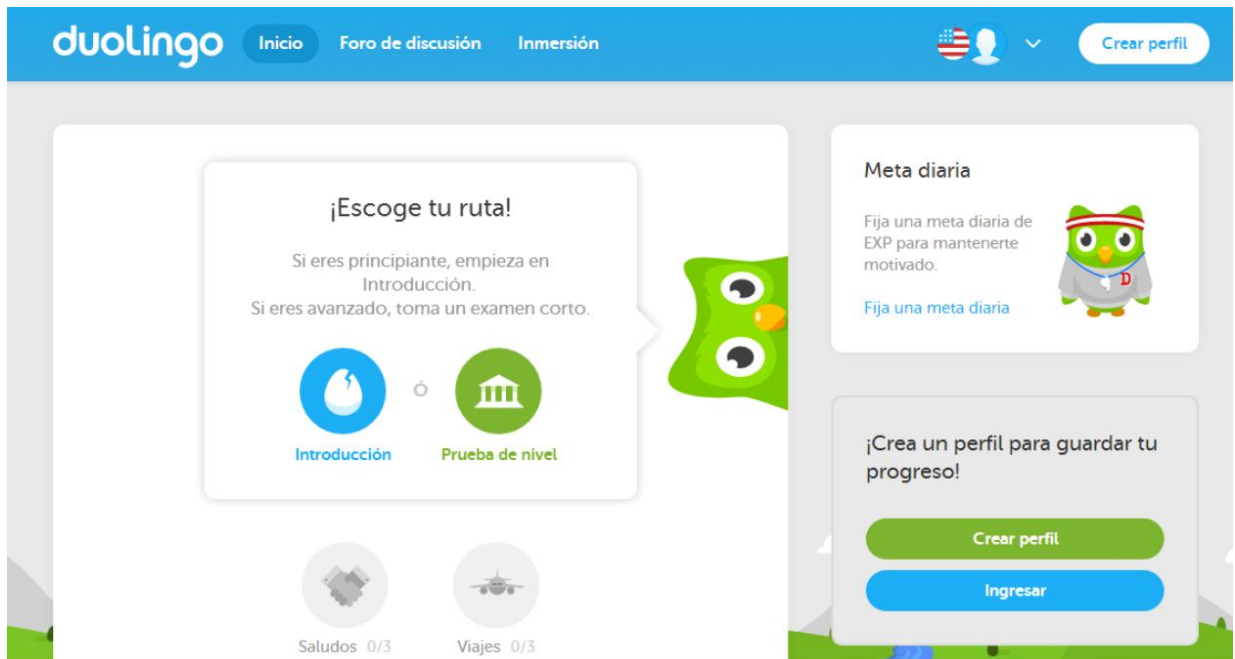 duolingo Inicio Foro de discusión Inmersión Crear perfil
¡Escoge tu ruta!
Si eres principiante, empieza en
Introducción.
Si eres avanzado, toma un examen corto.
Ó
Introducción Prueba de nivel
Saludos 0/3 Viajes 0/3
Meta diaria
Fija una meta diaria de
EXP para mantenerte
motivado.
Fija una meta diaria
D
¡Crea un perfil para guardar tu
progreso!
Crear perfil
Ingresar